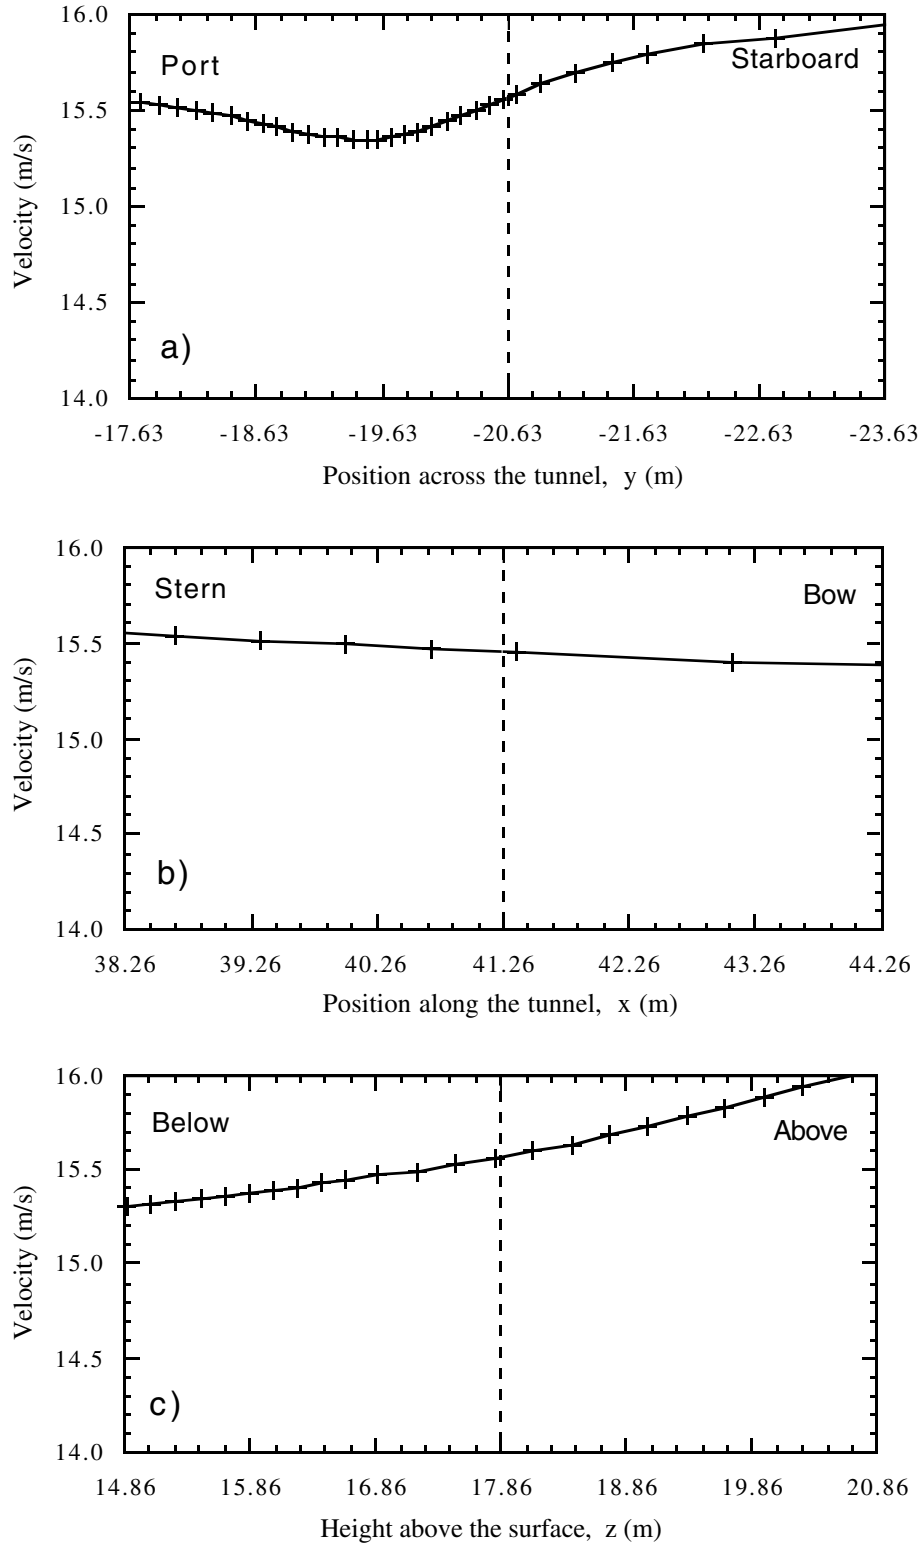 16.0
Port
Starboard
15.5
15.0
14.5
a)
14.0
Velocity (m/s)
-17.63 -18.63 -19.63 -20.63 -21.63 -22.63 -23.63
Position across the tunnel, y (m)
16.0
Stern
Bow
15.5
15.0
14.5
b)
14.0
Velocity (m/s)
38.26 39.26 40.26 41.26 42.26 43.26 44.26
Position along the tunnel, x (m)
16.0
Below
Above
15.5
15.0
14.5
c)
14.0
Velocity (m/s)
14.86 15.86 16.86 17.86 18.86 19.86 20.86
Height above the surface, z (m)